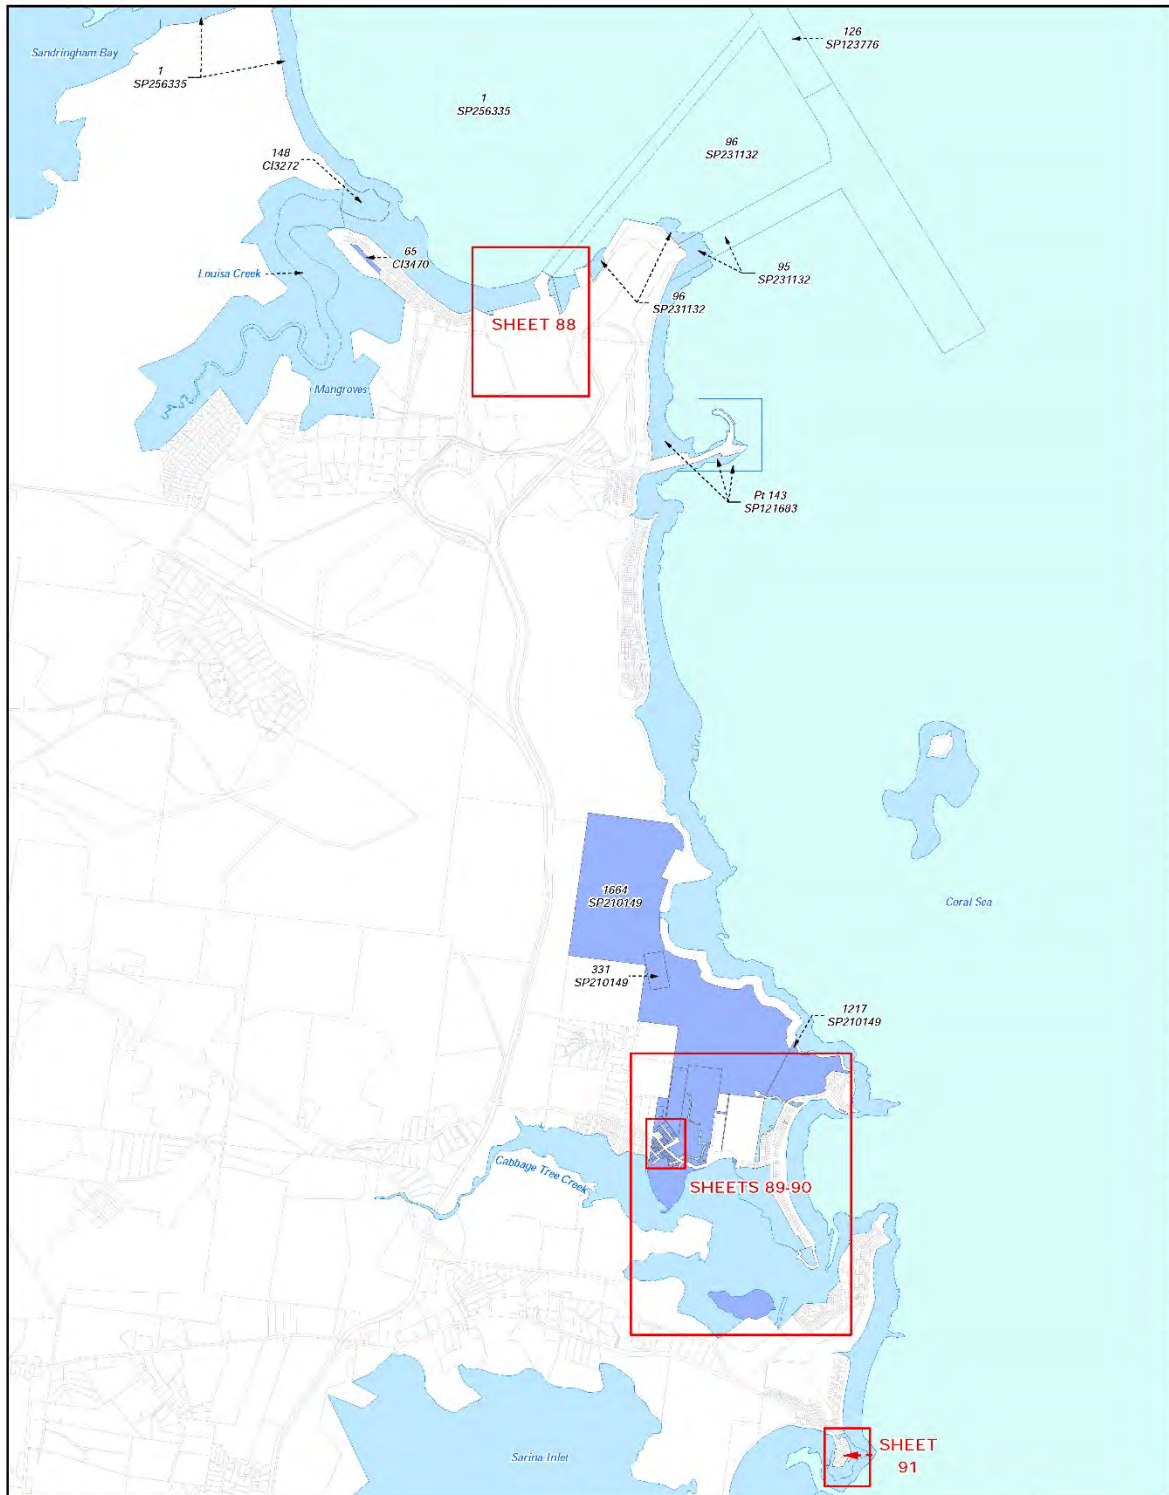 126
SP123776
Sandringham Bay
1
SP256335
1
SP256335
96
SP231132
148
CI3272
65
CI3470
Louisa Creek
95
SP231132
96
SP231132
SHEET 88
Mangroves
Pt 143
SP121683
1664
SP210149
Coral Sea
331
SP210149
1217
SP210149
Cabbage Tree Creek
SHEETS 89-90
Sarina Inlet
SHEET
91